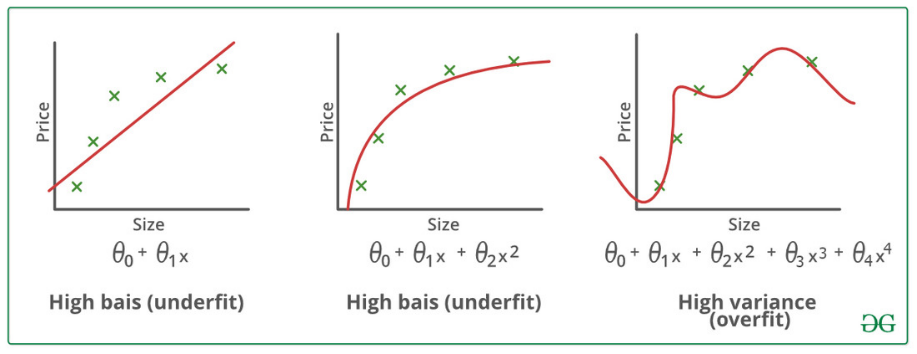 Price
Size
θ0 + θ1x
High bais (underfit)
Price
Size
θ0 + θ1x + θ2x²
High bais (underfit)
Price
Size
θ0 + θ1x + θ2x² + θ3x³ + θ4x⁴
High variance
(overfit)